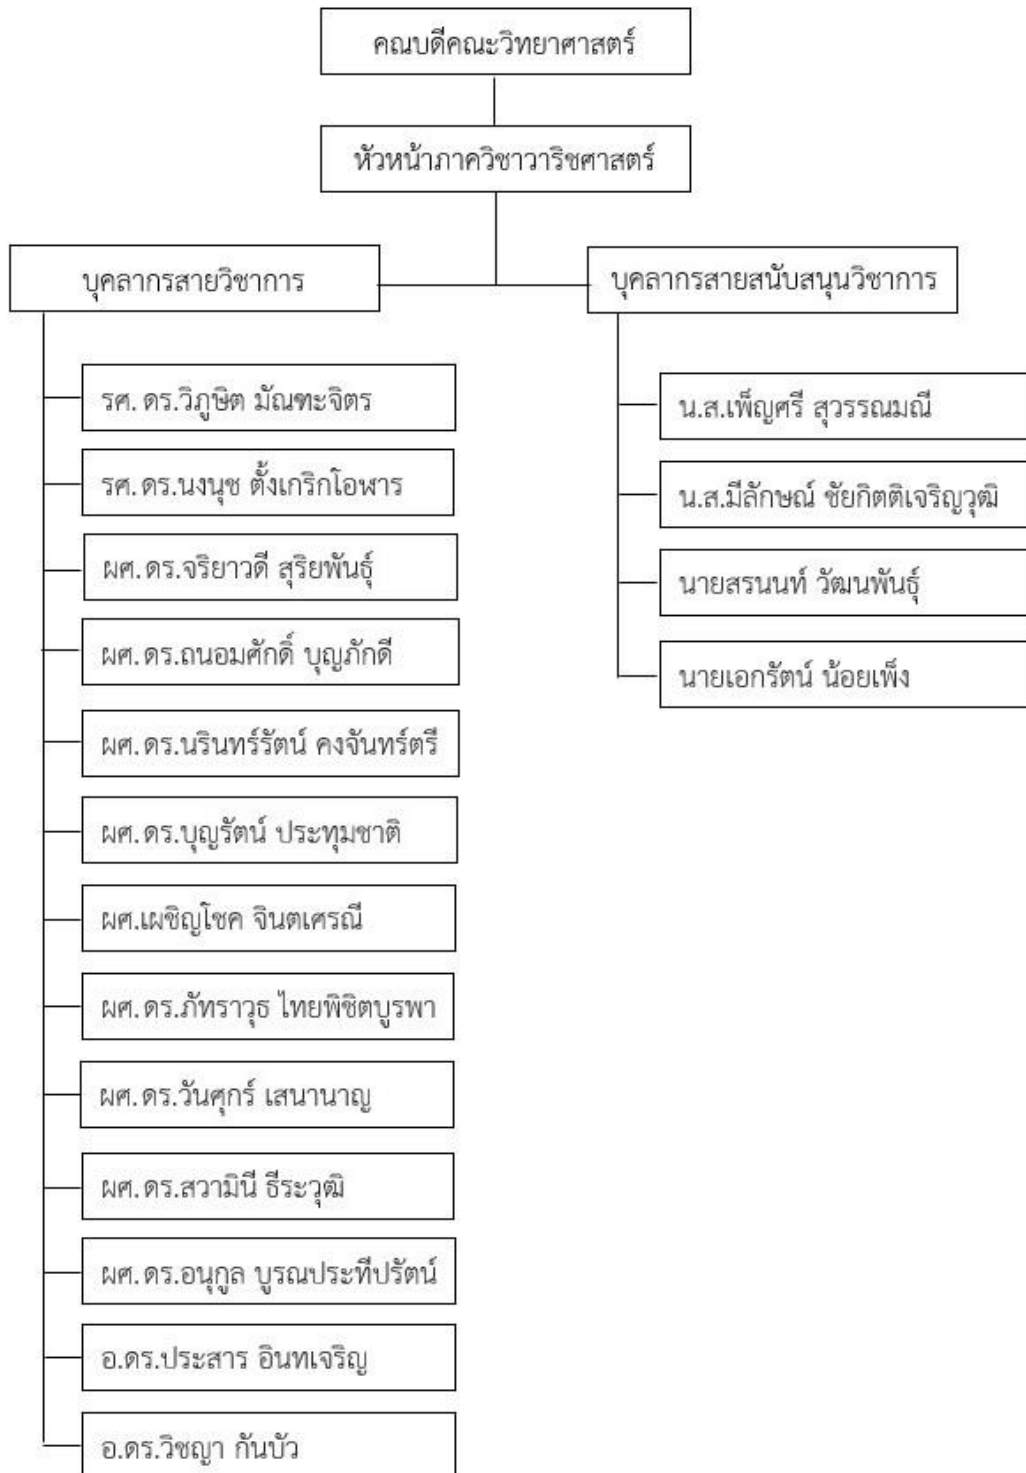 คณบดีคณะวิทยาศาสตร์
หัวหน้าภาควิชาวาริชศาสตร์
บุคลากรสายวิชาการ
รศ.ดร.วิภูษิต มัณฑะจิตร
รศ.ดร.นงนุช ตั้งเกริกโอฬาร
ผศ.ดร.จริยาวดี สุริยพันธุ์
ผศ.ดร.ถนอมศักดิ์ บุญภักดี
ผศ.ดร.นรินทร์รัตน์ คงจันทร์ตรี
ผศ.ดร.บุญรัตน์ ประทุมชาติ
ผศ.เผชิญโชค จินตเศรณี
ผศ.ดร.ภัทราวุธ ไทยพิชิตบูรพา
ผศ.ดร.วันศุกร์ เสนานาญ
ผศ.ดร.สวามินี ธีระวุฒิ
ผศ.ดร.อนุกูล บูรณประทีปรัตน์
อ.ดร.ประสาร อินทเจริญ
อ.ดร.วิชญา กันบัว
บุคลากรสายสนับสนุนวิชาการ
น.ส.เพ็ญศรี สุวรรณมณี
น.ส.มีลักษณ์ ชัยกิตติเจริญวุฒิ
นายสรนนท์ วัฒนพันธุ์
นายเอกรัตน์ น้อยเพ็ง